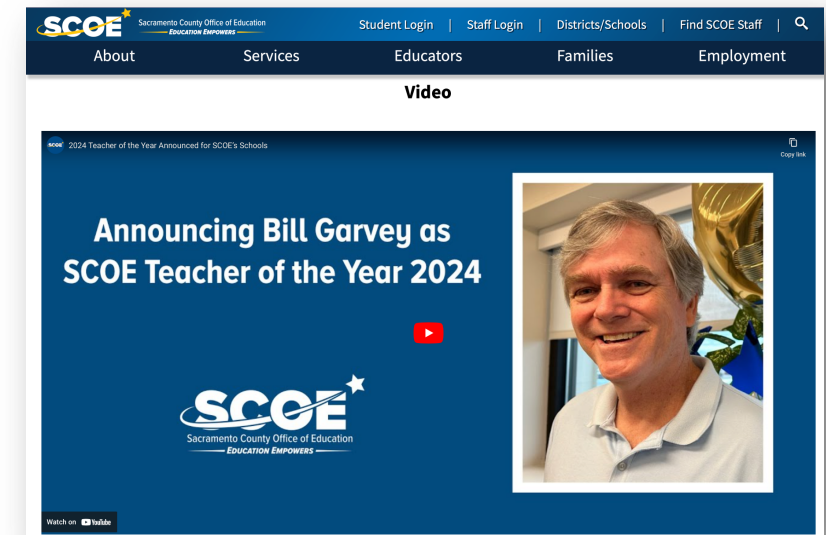 SCOE
Sacramento County Office of Education
EDUCATION EMPOWERS
Student Login | Staff Login | Districts/Schools | Find SCOE Staff |
About Services Educators Families Employment
Video
SCOE 2024 Teacher of the Year Announced for SCOE's Schools
Copy link
Announcing Bill Garvey as
SCOE Teacher of the Year 2024
SCOE
Sacramento County Office of Education
EDUCATION EMPOWERS
Watch on YouTube